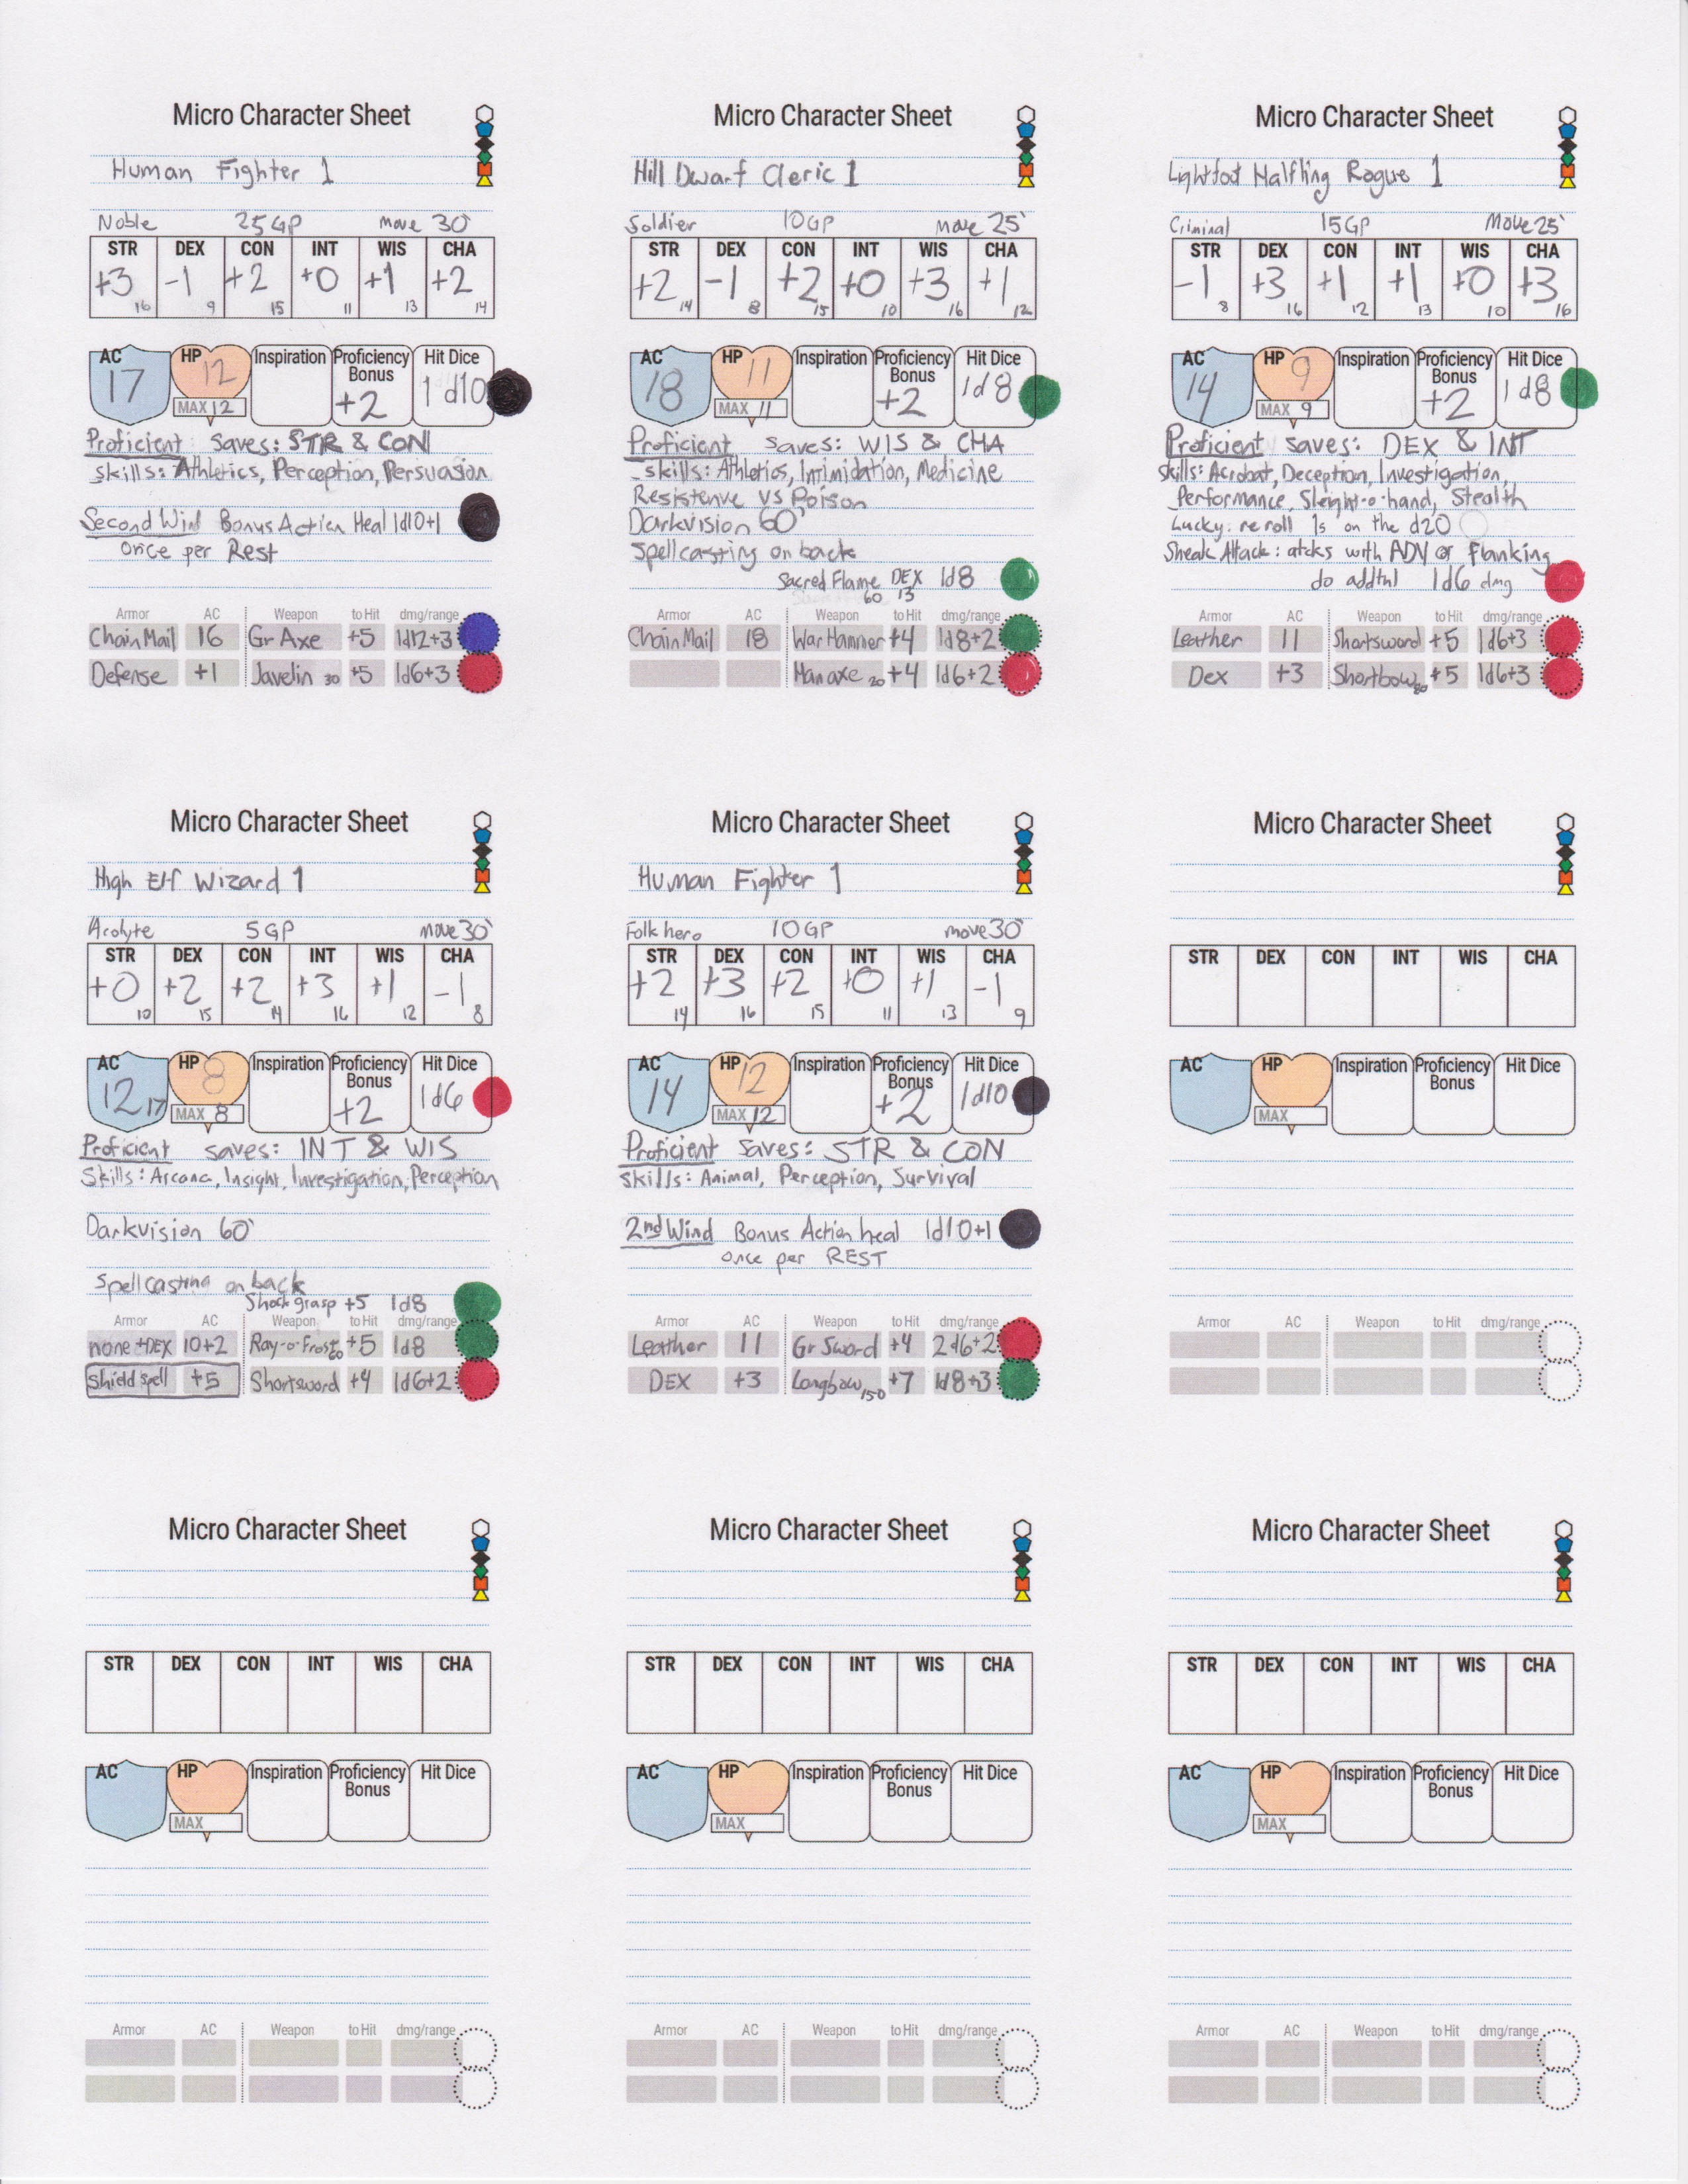 Micro Character Sheet
Human Fighter 1
Noble 25GP Move 30'
STR DEX CON INT WIS CHA
+3 -1 +2 +0 +1 +2
16 9 15 11 13 14
AC HP Inspiration Proficiency Bonus Hit Dice
17 12 +2 1d10
MAX 12
Proficient Saves: STR & CON
Skills: Athletics, Perception, Persuasion
Second Wind Bonus Action Heal 1d10+1
once per Rest
Armor AC Weapon to Hit dmg/range
Chain Mail 16 Gr Axe +5 1d12+3
Defense +1 Javelin 30 +5 1d6+3
Micro Character Sheet
Hill Dwarf Cleric 1
Soldier 10GP Move 25'
STR DEX CON INT WIS CHA
+2 -1 +2 +0 +3 +1
14 8 15 10 16 12
AC HP Inspiration Proficiency Bonus Hit Dice
18 11 +2 1d8
MAX 11
Proficient Saves: WIS & CHA
Skills: Athletics, Intimidation, Medicine
Resistenve VS Poison
Darkvision 60'
Spellcasting on back
Sacred Flame DEX 1d8
60 13
Armor AC Weapon to Hit dmg/range
Chain Mail 18 War Hammer +4 1d8+2
Hanaxe 20 +4 1d6+2
Micro Character Sheet
Lightfoot Halfling Rogue 1
Criminal 15GP Move 25'
STR DEX CON INT WIS CHA
-1 +3 +1 +1 +0 +3
8 16 12 13 10 16
AC HP Inspiration Proficiency Bonus Hit Dice
14 9 +2 1d8
MAX 9
Proficient Saves: DEX & INT
Skills: Acrobat, Deception, Investigation,
Performance, Sleight-o-hand, Stealth
Lucky: reroll 1s on the d20
Sneak Attack: atcks with ADV or flanking
do addtnl 1d6 dmg
Armor AC Weapon to Hit dmg/range
Leather 11 Shortsword +5 1d6+3
Dex +3 Shortbow 80 +5 1d6+3
Micro Character Sheet
High Elf Wizard 1
Acolyte 5GP Move 30'
STR DEX CON INT WIS CHA
+0 +2 +2 +3 +1 -1
10 15 14 16 12 8
AC HP Inspiration Proficiency Bonus Hit Dice
12 17 8 +2 1d6
MAX 8
Proficient Saves: INT & WIS
Skills: Arcana, Insight, Investigation, Perception
Darkvision 60'
Spellcasting on back
Shock grasp +5 1d8
Armor AC Weapon to Hit dmg/range
none +DEX 10+2 Ray-o-Frost 60 +5 1d8
Shield spell +5 Shortsword +4 1d6+2
Micro Character Sheet
Human Fighter 1
Folk hero 10GP move 30'
STR DEX CON INT WIS CHA
+2 +3 +2 +0 +1 -1
14 16 15 11 13 9
AC HP Inspiration Proficiency Bonus Hit Dice
14 12 +2 1d10
MAX 12
Proficient Saves: STR & CON
Skills: Animal, Perception, Survival
2nd Wind Bonus Action heal 1d10+1
once per REST
Armor AC Weapon to Hit dmg/range
Leather 11 Gr Sword +4 2d6+2
DEX +3 Longbow 150 +7 1d8+3
Micro Character Sheet
STR DEX CON INT WIS CHA
AC HP Inspiration Proficiency Bonus Hit Dice
MAX
Armor AC Weapon to Hit dmg/range
Micro Character Sheet
STR DEX CON INT WIS CHA
AC HP Inspiration Proficiency Bonus Hit Dice
MAX
Armor AC Weapon to Hit dmg/range
Micro Character Sheet
STR DEX CON INT WIS CHA
AC HP Inspiration Proficiency Bonus Hit Dice
MAX
Armor AC Weapon to Hit dmg/range
Micro Character Sheet
STR DEX CON INT WIS CHA
AC HP Inspiration Proficiency Bonus Hit Dice
MAX
Armor AC Weapon to Hit dmg/range